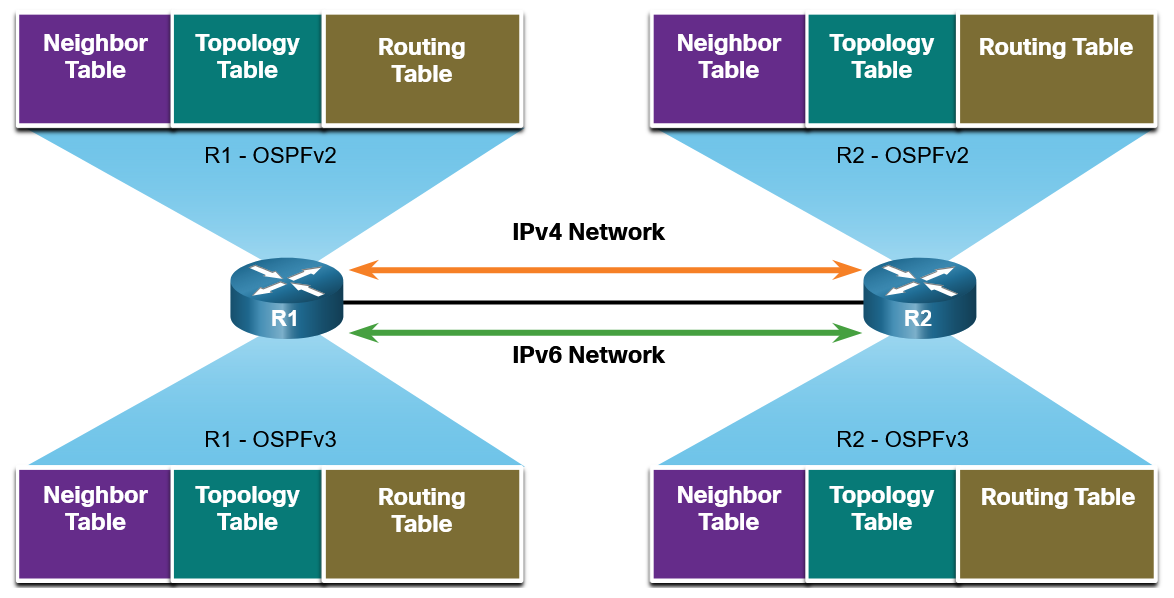 Neighbor
Table
Topology
Table
Routing
Table
Neighbor
Table
Topology
Table
Routing Table
R1 - OSPFv2
R2 - OSPFv2
IPv4 Network
R1
R2
IPv6 Network
R1 - OSPFv3
R2 - OSPFv3
Neighbor
Table
Topology
Table
Routing
Table
Neighbor
Table
Topology
Table
Routing Table